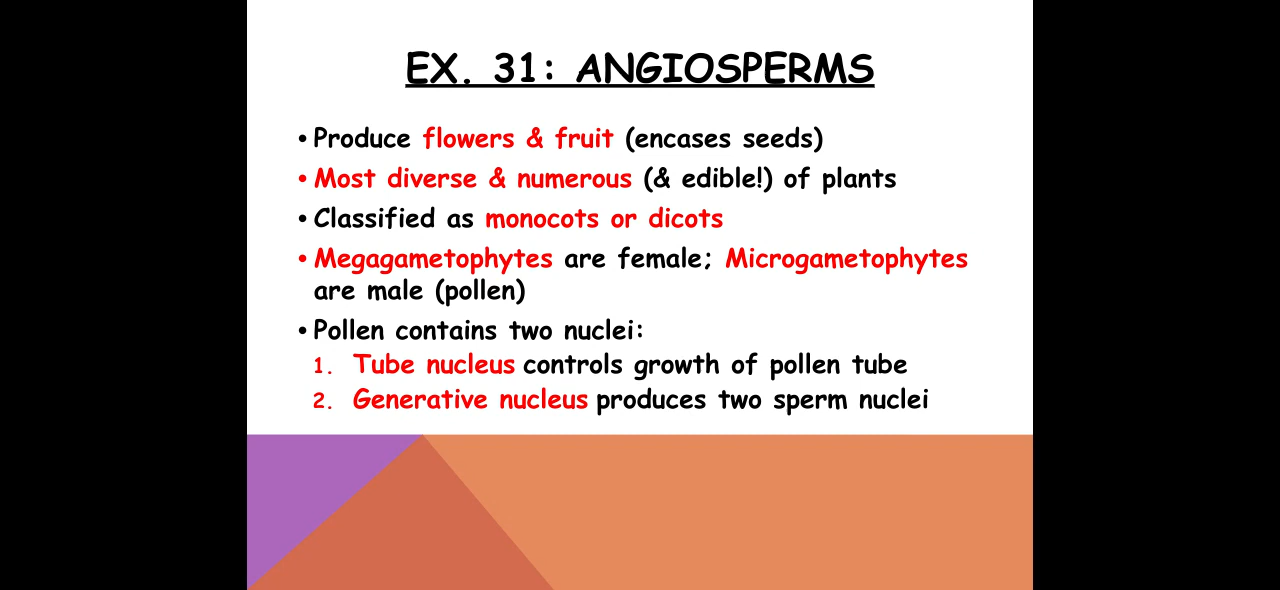 EX. 31: ANGIOSPERMS
• Produce flowers & fruit (encases seeds)
• Most diverse & numerous (& edible!) of plants
• Classified as monocots or dicots
• Megagametophytes are female; Microgametophytes
are male (pollen)
• Pollen contains two nuclei:
1. Tube nucleus controls growth of pollen tube
2. Generative nucleus produces two sperm nuclei